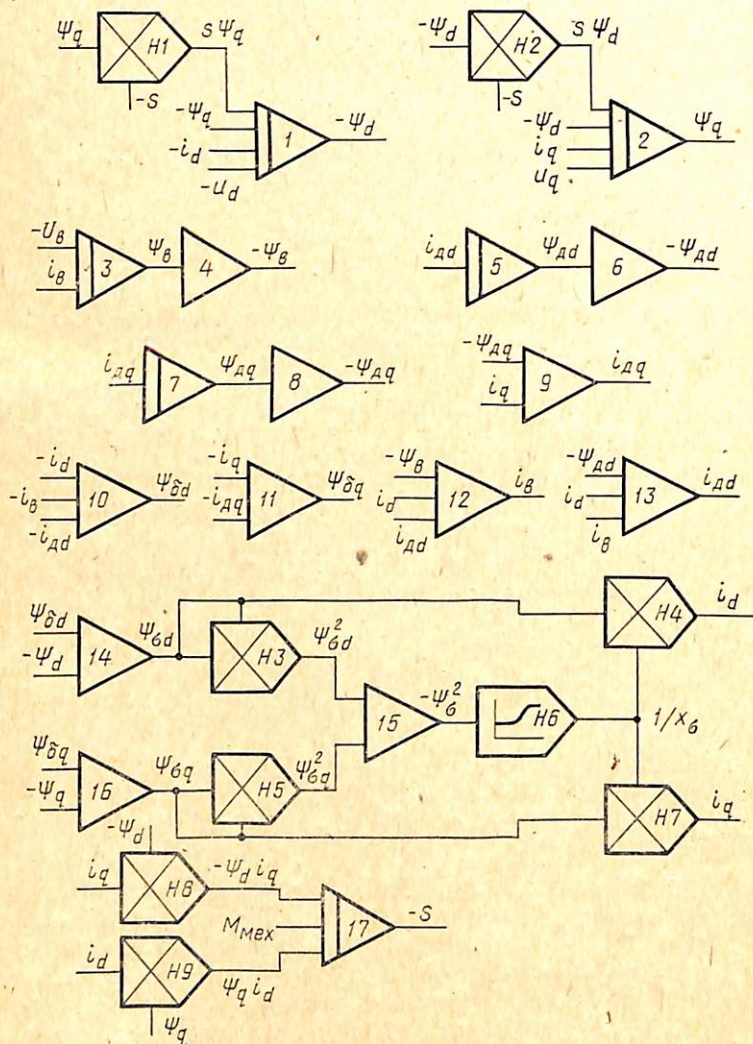 ψq H1 sψq -ψd H2 sψd
-s -s
-ψq -ψd
-id 1 -ψd iq 2 ψq
-ud uq
-Uв ψв
iв 3 4 -ψв iдd 5 ψдd 6 -ψдd
iдq 7 ψдq 8 -ψдq -ψдq iq 9 iдq
-id -iв -iдd 10 ψδd -iq -iдq 11 ψδq -ψв id iдd 12 iв -ψдd id iв 13 iдd
ψδd -ψd 14 ψбd H3 ψбd² H4 id
15 -ψб² H6 1/xб
ψδq -ψq 16 ψбq H5 ψбq² H7 iq
-ψd
iq H8 -ψd iq
Mмех 17 -s
id H9 ψq id
ψq